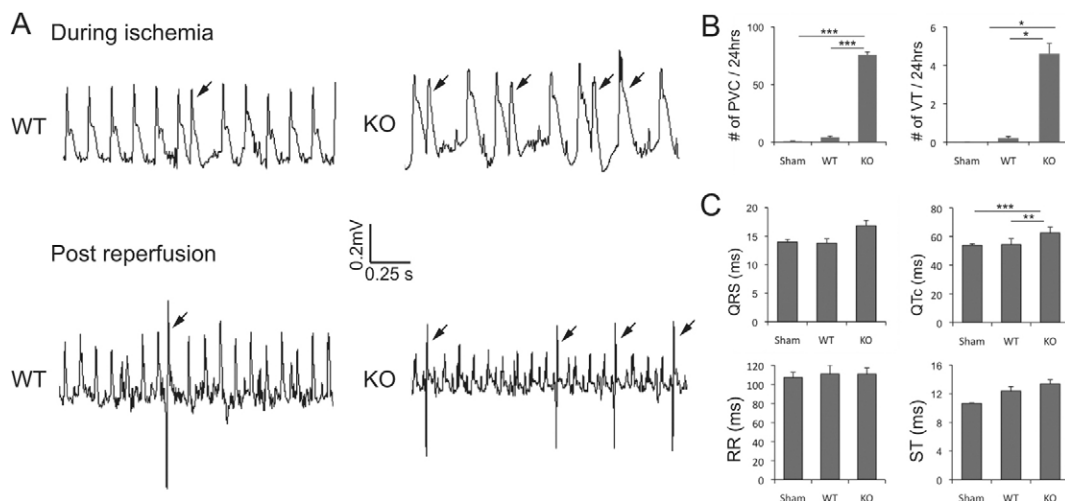 A
During ischemia
WT
KO
Post reperfusion
0.2mV
0.25 s
WT
KO
B
# of PVC / 24hrs
100
50
0
***
***
Sham WT KO
# of VT / 24hrs
6
4
2
0
*
*
Sham WT KO
C
QRS (ms)
20
15
10
5
0
Sham WT KO
QTc (ms)
80
60
40
20
0
***
**
Sham WT KO
RR (ms)
120
100
80
60
40
20
0
Sham WT KO
ST (ms)
16
12
8
4
0
Sham WT KO